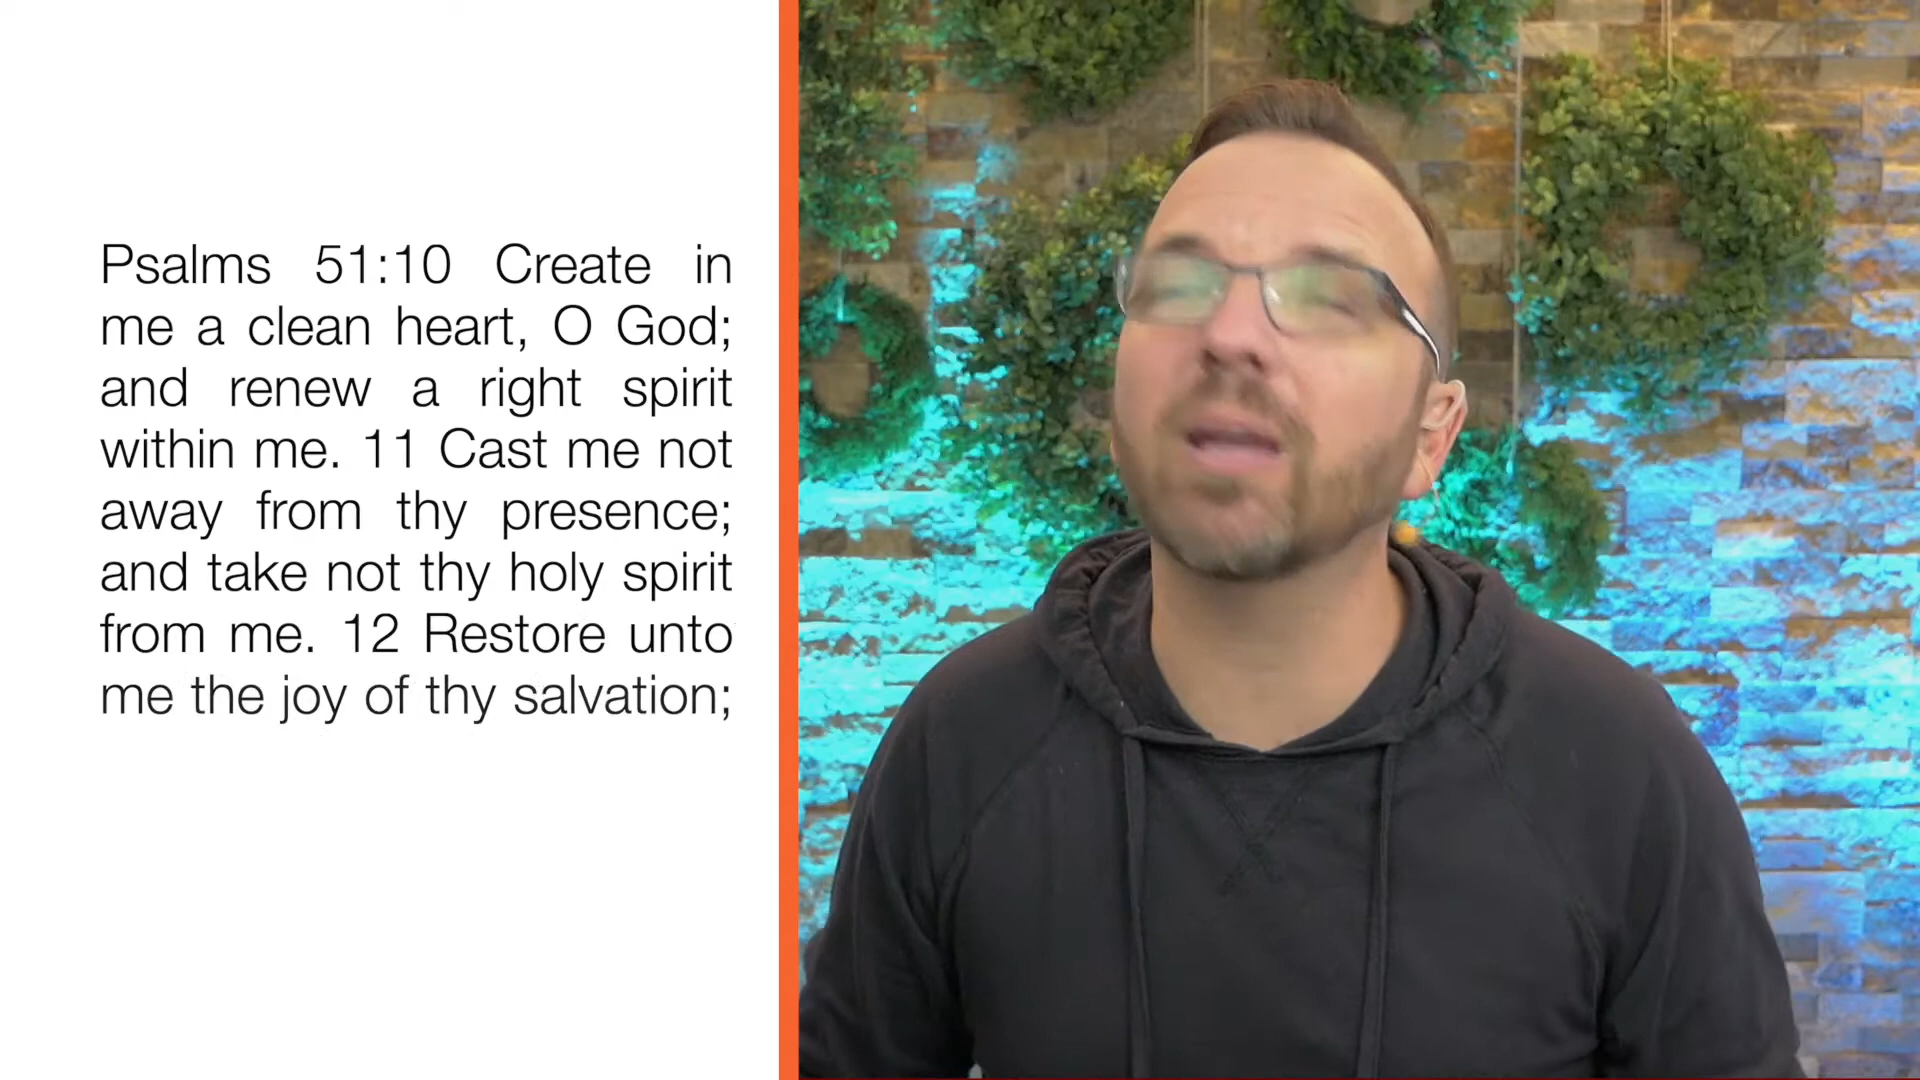 Psalms 51:10 Create in
me a clean heart, O God;
and renew a right spirit
within me. 11 Cast me not
away from thy presence;
and take not thy holy spirit
from me. 12 Restore unto
me the joy of thy salvation;